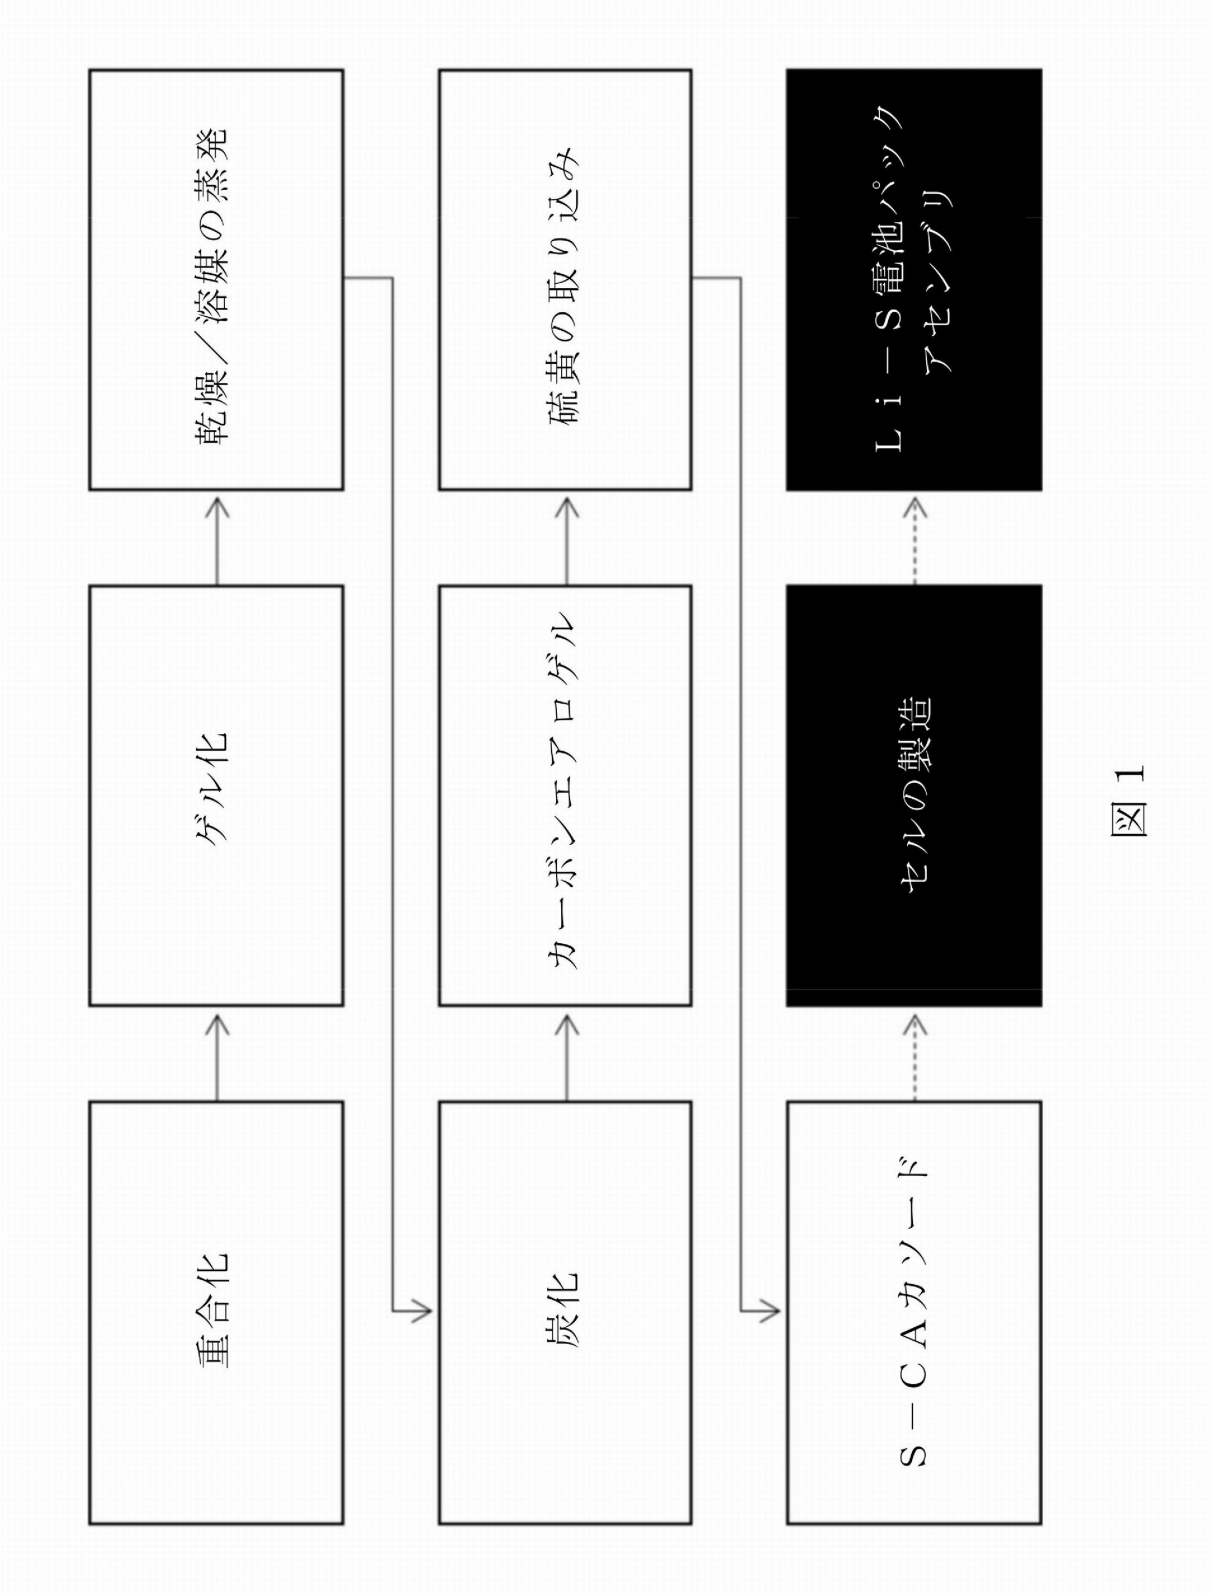 重合化
ゲル化
乾燥／溶媒の蒸発
炭化
カーボンエアロゲル
硫黄の取り込み
Ｓ－ＣＡカソード
セルの製造
Ｌｉ－Ｓ電池パック
アセンブリ
図１